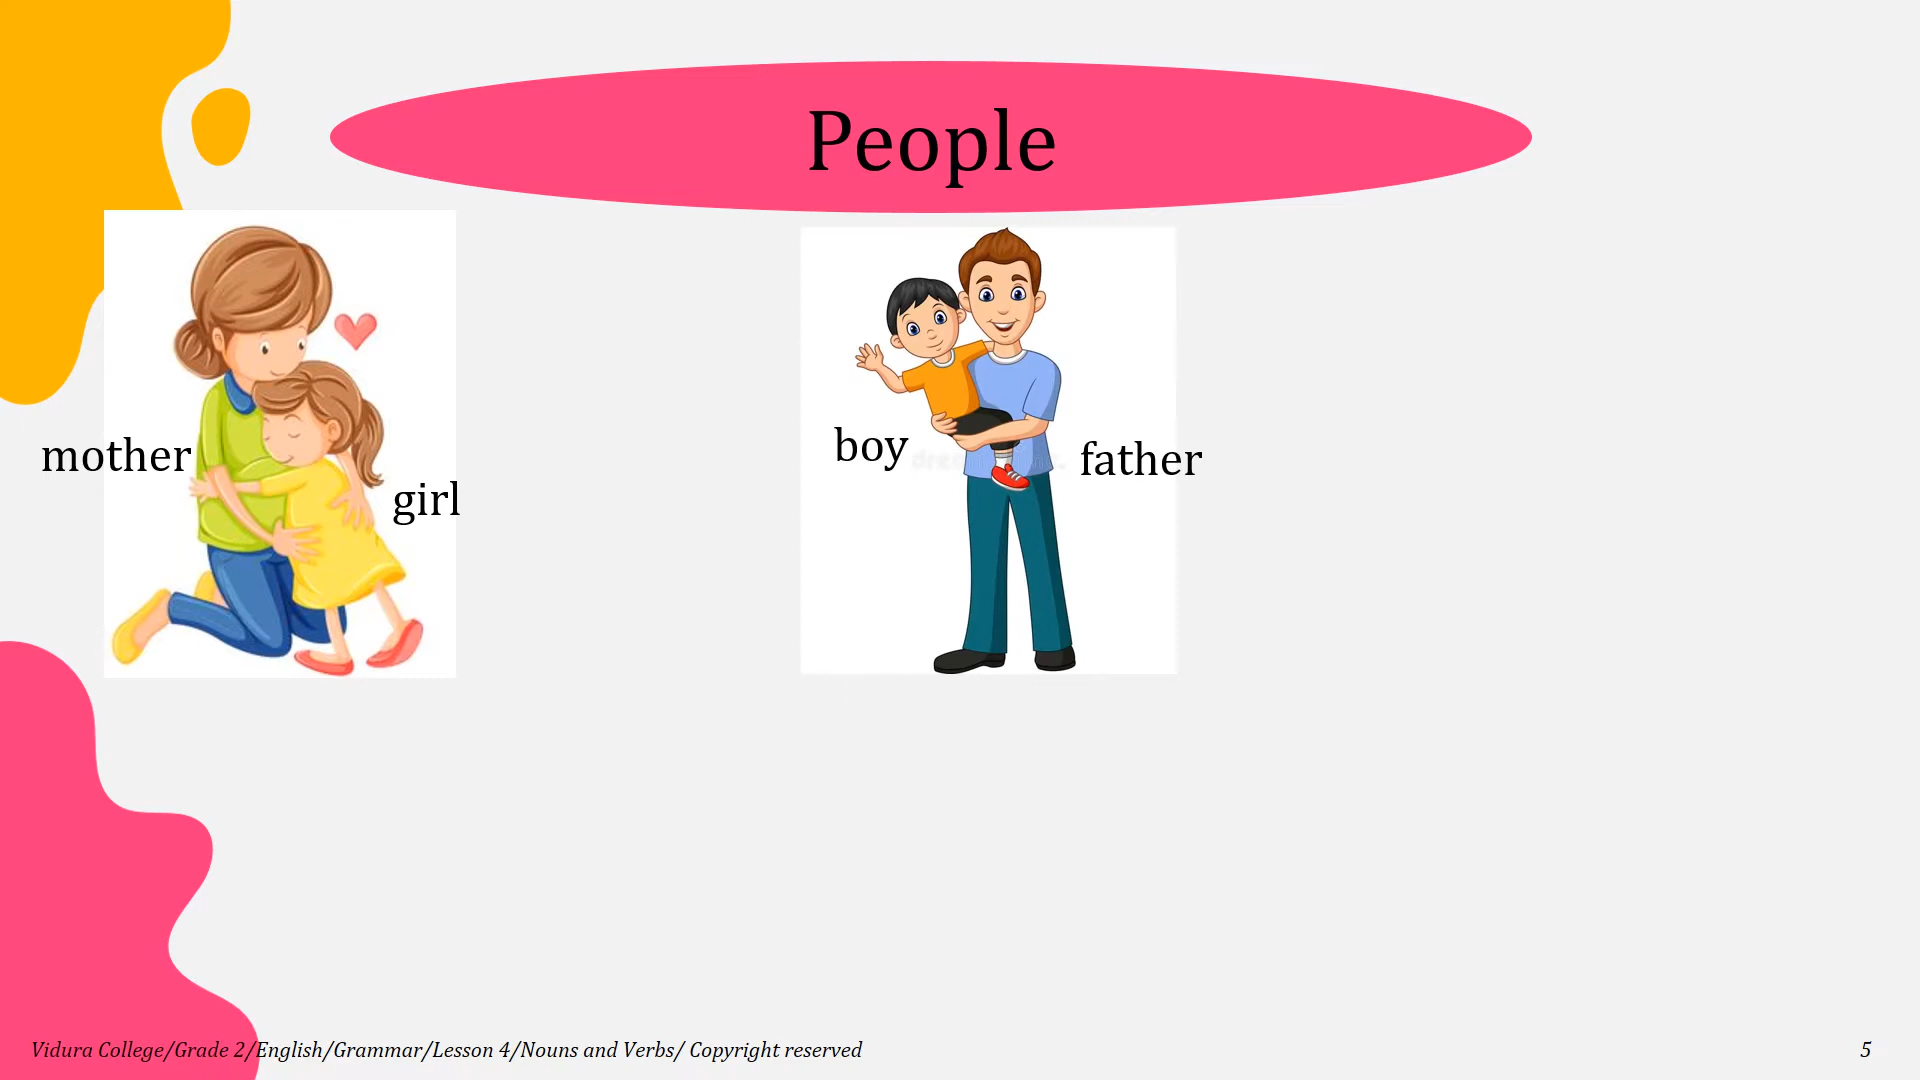 People
mother
girl
boy
father
Vidura College/Grade 2/English/Grammar/Lesson 4/Nouns and Verbs/ Copyright reserved
5